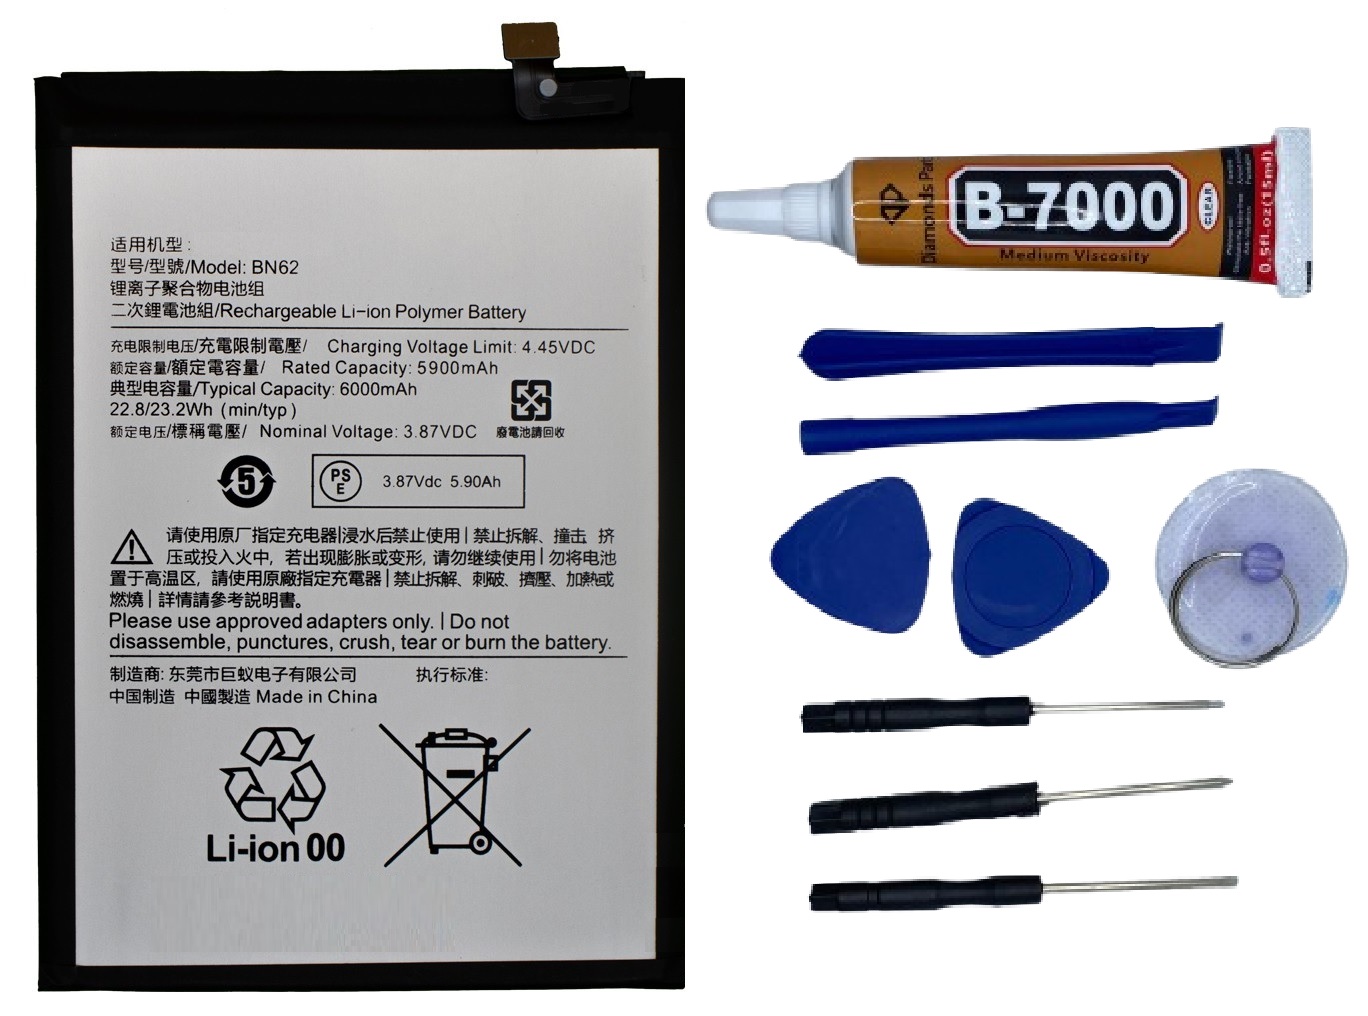 适用机型:
型号/型號/Model: BN62
锂离子聚合物电池组
二次鋰電池組/Rechargeable Li-ion Polymer Battery
充电限制电压/充電限制電壓/ Charging Voltage Limit: 4.45VDC
额定容量/額定電容量/ Rated Capacity: 5900mAh
典型电容量/Typical Capacity: 6000mAh
22.8/23.2Wh (min/typ)
额定电压/標稱電壓/ Nominal Voltage: 3.87VDC
廢電池請回收
5
PS
E
3.87Vdc 5.90Ah
请使用原厂指定充电器|浸水后禁止使用|禁止拆解、撞击 挤
压或投入火中, 若出现膨胀或变形, 请勿继续使用|勿将电池
置于高温区, 請使用原廠指定充電器|禁止拆解、刺破、擠壓、加熱或
燃燒|詳情請參考説明書。
Please use approved adapters only. | Do not
disassemble, punctures, crush, tear or burn the battery.
制造商: 东莞市巨蚁电子有限公司 执行标准:
中国制造 中國製造 Made in China
Li-ion 00
Diamonds Part
B-7000
CLEAR
Medium Viscosity
0.5fl.oz(15ml)